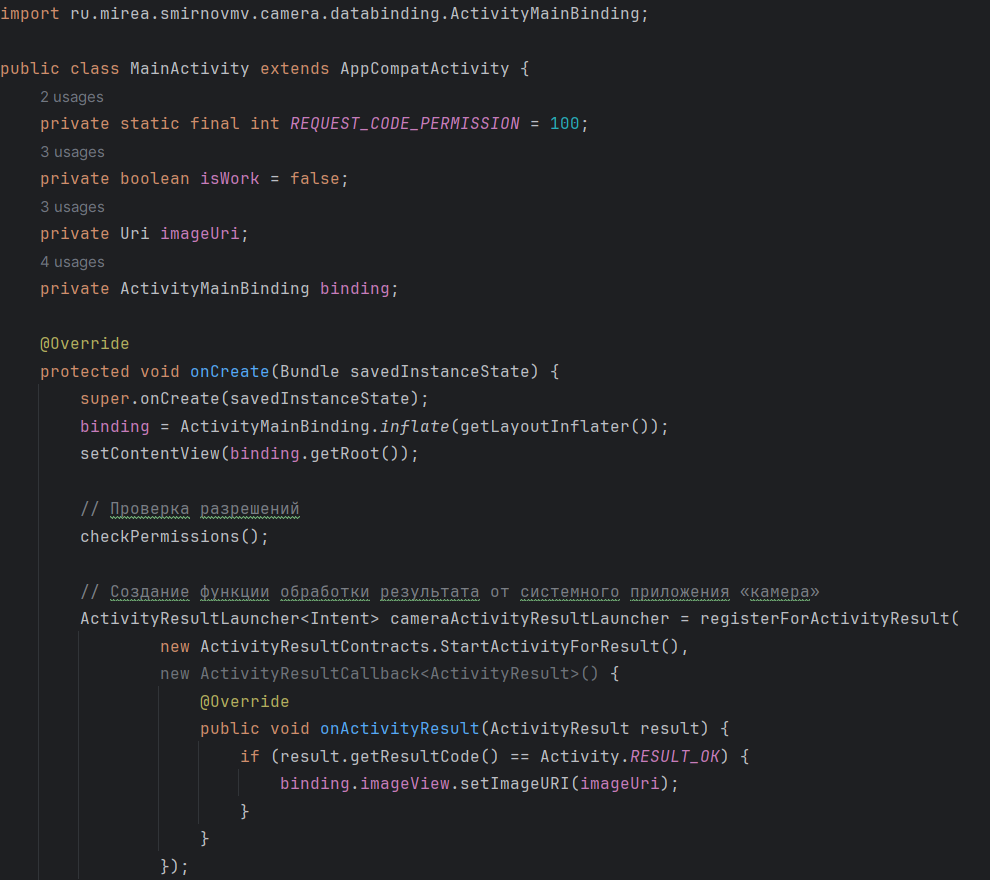 import ru.mirea.smirnovmv.camera.databinding.ActivityMainBinding;
public class MainActivity extends AppCompatActivity {
2 usages
private static final int REQUEST_CODE_PERMISSION = 100;
3 usages
private boolean isWork = false;
3 usages
private Uri imageUri;
4 usages
private ActivityMainBinding binding;
@Override
protected void onCreate(Bundle savedInstanceState) {
super.onCreate(savedInstanceState);
binding = ActivityMainBinding.inflate(getLayoutInflater());
setContentView(binding.getRoot());
// Проверка разрешений
checkPermissions();
// Создание функции обработки результата от системного приложения «камера»
ActivityResultLauncher<Intent> cameraActivityResultLauncher = registerForActivityResult(
new ActivityResultContracts.StartActivityForResult(),
new ActivityResultCallback<ActivityResult>() {
@Override
public void onActivityResult(ActivityResult result) {
if (result.getResultCode() == Activity.RESULT_OK) {
binding.imageView.setImageURI(imageUri);
}
}
});